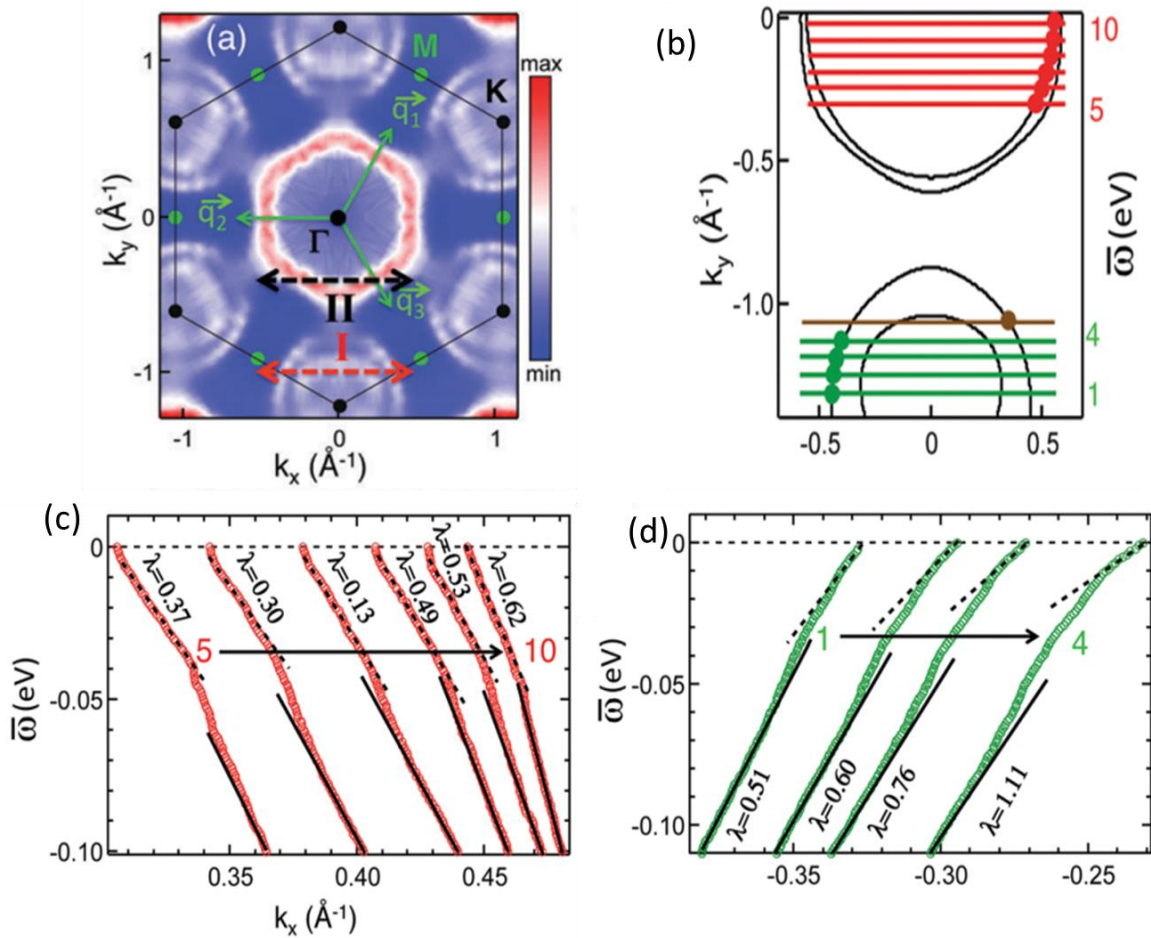 (a)
M
K
q₁
q₂
q₃
Γ
II
I
1
0
-1
-1
0
1
k_y (Å⁻¹)
k_x (Å⁻¹)
max
min
(b)
0
-0.5
-1.0
k_y (Å⁻¹)
-0.5
0
0.5
10
5
4
1
ω̅ (eV)
(c)
0
-0.05
-0.10
ω̅ (eV)
λ=0.37
λ=0.30
λ=0.13
λ=0.49
λ=0.53
λ=0.62
5
10
0.35
0.40
0.45
k_x (Å⁻¹)
(d)
0
-0.05
-0.10
ω̅ (eV)
1
4
λ=0.51
λ=0.60
λ=0.76
λ=1.11
-0.35
-0.30
-0.25